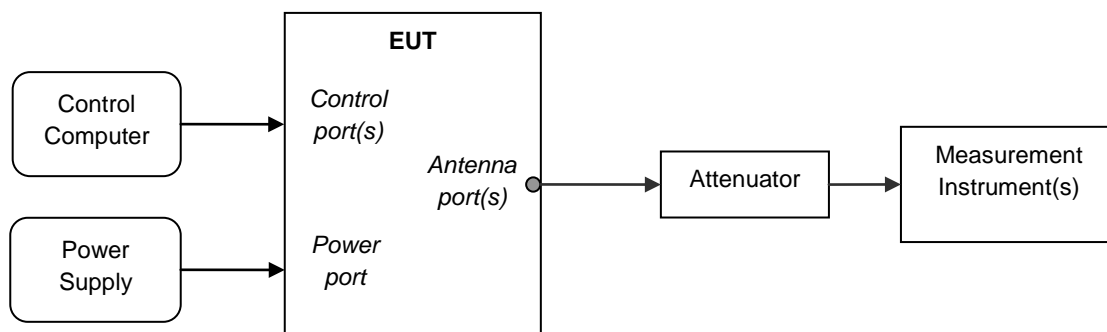 EUT
Control
Computer
Control
port(s)
Antenna
port(s)
Attenuator
Measurement
Instrument(s)
Power
Supply
Power
port